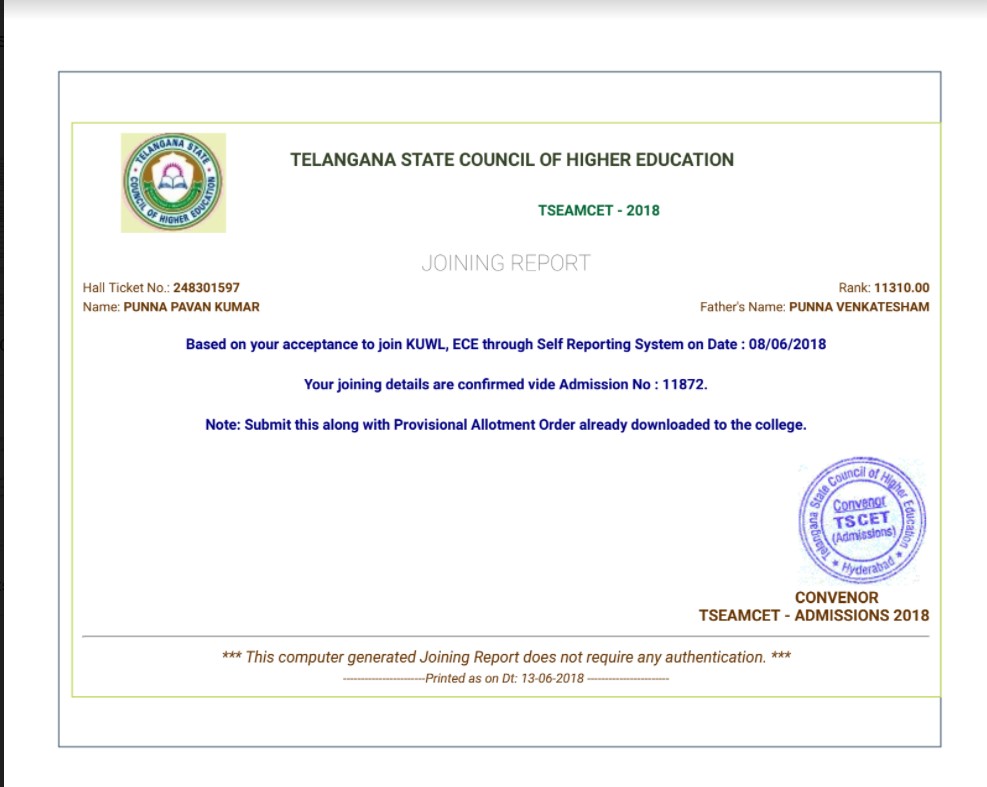 TELANGANA STATE COUNCIL OF HIGHER EDUCATION
TELANGANA STATE
COUNCIL OF HIGHER EDUCATION
TSEAMCET - 2018
JOINING REPORT
Hall Ticket No.: 248301597 Rank: 11310.00
Name: PUNNA PAVAN KUMAR Father's Name: PUNNA VENKATESHAM
Based on your acceptance to join KUWL, ECE through Self Reporting System on Date : 08/06/2018
Your joining details are confirmed vide Admission No : 11872.
Note: Submit this along with Provisional Allotment Order already downloaded to the college.
Telangana State Council of Higher Education
Convenor
TSCET
(Admissions)
* Hyderabad *
CONVENOR
TSEAMCET - ADMISSIONS 2018
*** This computer generated Joining Report does not require any authentication. ***
-----------------------Printed as on Dt: 13-06-2018 -----------------------